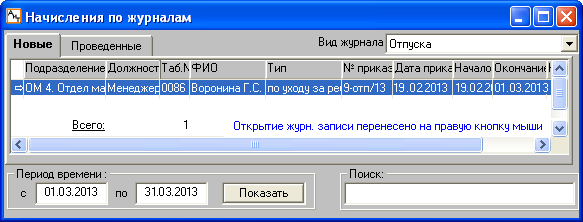 Начисления по журналам
Новые Проведенные Вид журнала Отпуска
Подразделение Должност Таб.N ФИО Тип № приказ Дата прика Начало Окончание
ОМ 4. Отдел ма Менеджер 0086 Воронина Г.С. по уходу за реб 9-отп/13 19.02.2013 19.02.20 01.03.2013
Всего: 1 Открытие журн. записи перенесено на правую кнопку мыши
Период времени : Поиск:
с 01.03.2013 по 31.03.2013 Показать